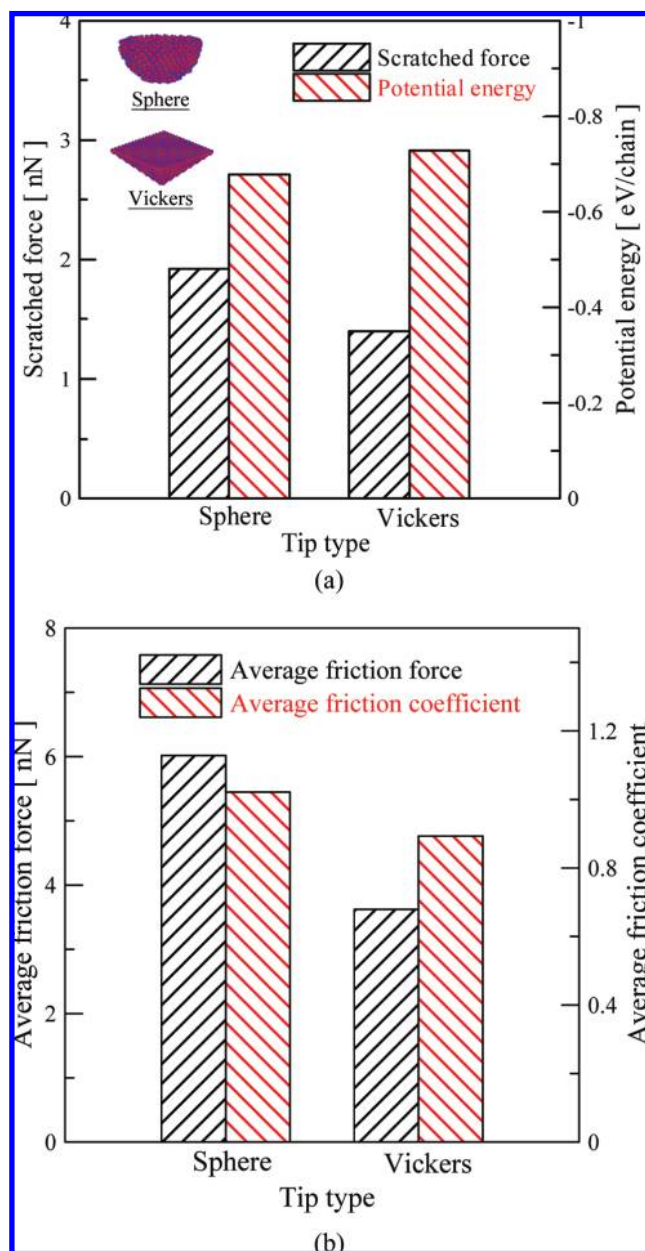 4
3
2
1
0
Scratched force [ nN ]
Sphere
Vickers
Scratched force
Potential energy
-1
-0.8
-0.6
-0.4
-0.2
0
Potential energy [ eV/chain ]
Sphere
Vickers
Tip type
(a)
8
6
4
2
0
Average friction force [ nN ]
Average friction force
Average friction coefficient
1.2
0.8
0.4
0
Average friction coefficient
Sphere
Vickers
Tip type
(b)